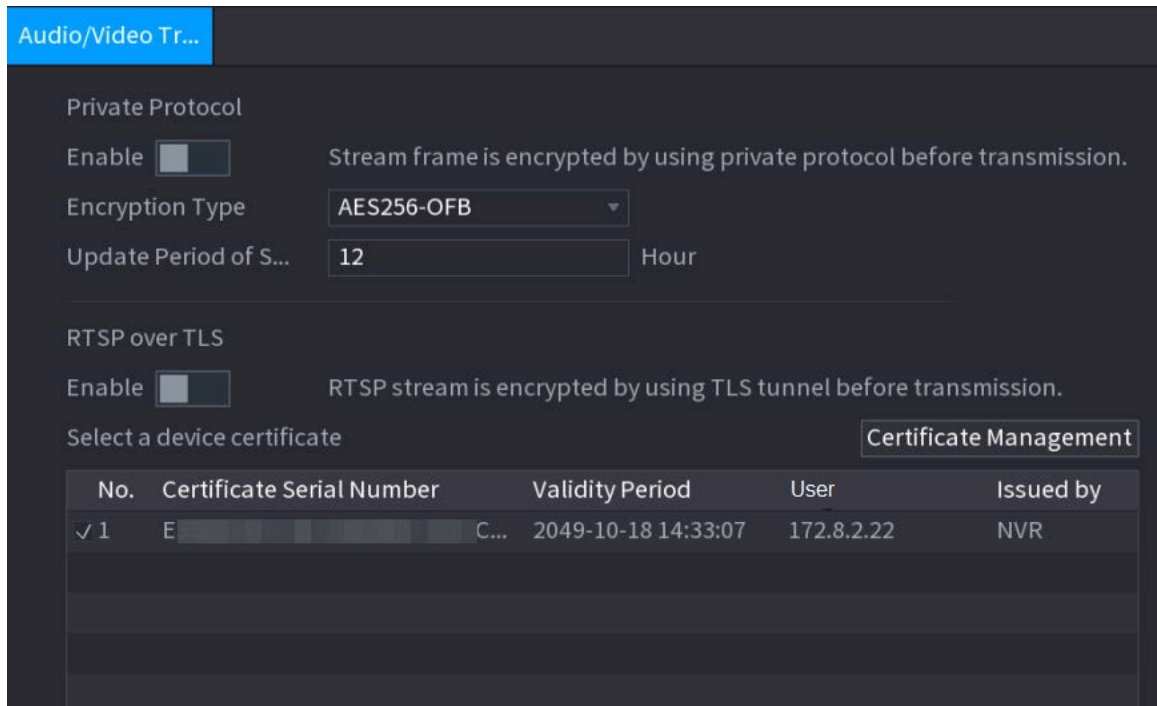 Audio/Video Tr...
Private Protocol
Enable Stream frame is encrypted by using private protocol before transmission.
Encryption Type AES256-OFB
Update Period of S... 12 Hour
RTSP over TLS
Enable RTSP stream is encrypted by using TLS tunnel before transmission.
Select a device certificate Certificate Management
No. Certificate Serial Number Validity Period User Issued by
1 E C... 2049-10-18 14:33:07 172.8.2.22 NVR